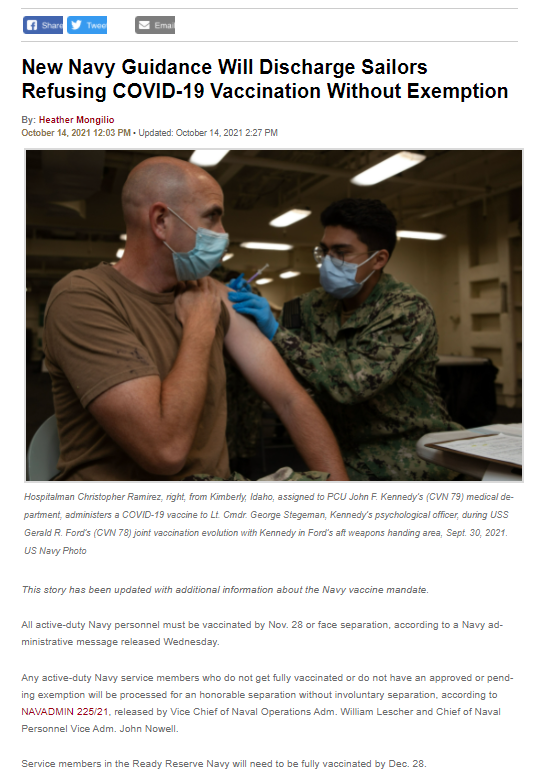 Share Tweet Email
New Navy Guidance Will Discharge Sailors
Refusing COVID-19 Vaccination Without Exemption
By: Heather Mongilio
October 14, 2021 12:03 PM • Updated: October 14, 2021 2:27 PM
Hospitalman Christopher Ramirez, right, from Kimberly, Idaho, assigned to PCU John F. Kennedy's (CVN 79) medical de-
partment, administers a COVID-19 vaccine to Lt. Cmdr. George Stegeman, Kennedy's psychological officer, during USS
Gerald R. Ford's (CVN 78) joint vaccination evolution with Kennedy in Ford's aft weapons handing area, Sept. 30, 2021.
US Navy Photo
This story has been updated with additional information about the Navy vaccine mandate.
All active-duty Navy personnel must be vaccinated by Nov. 28 or face separation, according to a Navy ad-
ministrative message released Wednesday.
Any active-duty Navy service members who do not get fully vaccinated or do not have an approved or pend-
ing exemption will be processed for an honorable separation without involuntary separation, according to
NAVADMIN 225/21, released by Vice Chief of Naval Operations Adm. William Lescher and Chief of Naval
Personnel Vice Adm. John Nowell.
Service members in the Ready Reserve Navy will need to be fully vaccinated by Dec. 28.